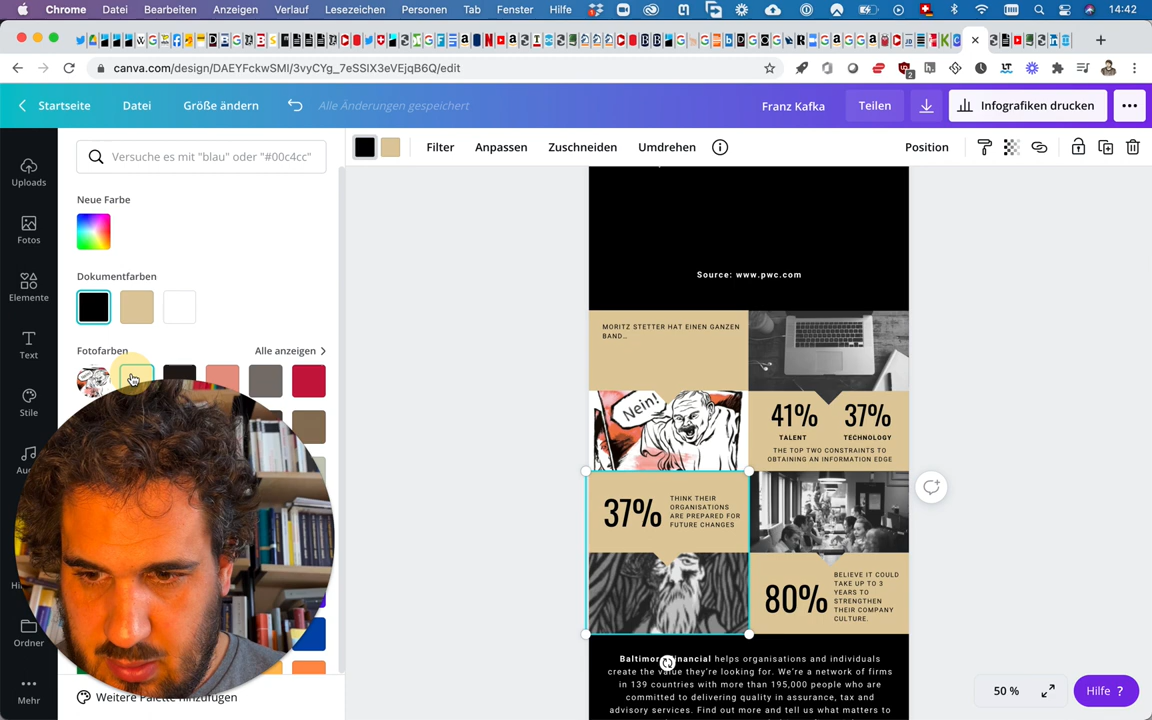 Chrome Datei Bearbeiten Anzeigen Verlauf Lesezeichen Personen Tab Fenster Hilfe 14:42
canva.com/design/DAEYFckwSMI/3vyCYg_7eSSIX3eVEjqB6Q/edit
Startseite Datei Größe ändern Alle Änderungen gespeichert Franz Kafka Teilen Infografiken drucken
Versuche es mit "blau" oder "#00c4cc"
Filter Anpassen Zuschneiden Umdrehen Position
Uploads
Fotos
Elemente
Text
Stile
Ordner
Mehr
Neue Farbe
Dokumentfarben
Fotofarben Alle anzeigen
Weitere Palette hinzufügen
Source: www.pwc.com
MORITZ STETTER HAT EINEN GANZEN
BAND...
Nein!
41% 37%
TALENT TECHNOLOGY
THE TOP TWO CONSTRAINTS TO
OBTAINING AN INFORMATION EDGE
37%
THINK THEIR
ORGANISATIONS
ARE PREPARED FOR
FUTURE CHANGES
80%
BELIEVE IT COULD
TAKE UP TO 3
YEARS TO
STRENGTHEN
THEIR COMPANY
CULTURE.
helps organisations and individuals
create the value they're looking for. We're a network of firms
in 139 countries with more than 195,000 people who are
committed to delivering quality in assurance, tax and
advisory services. Find out more and tell us what matters to
50 %
Hilfe ?